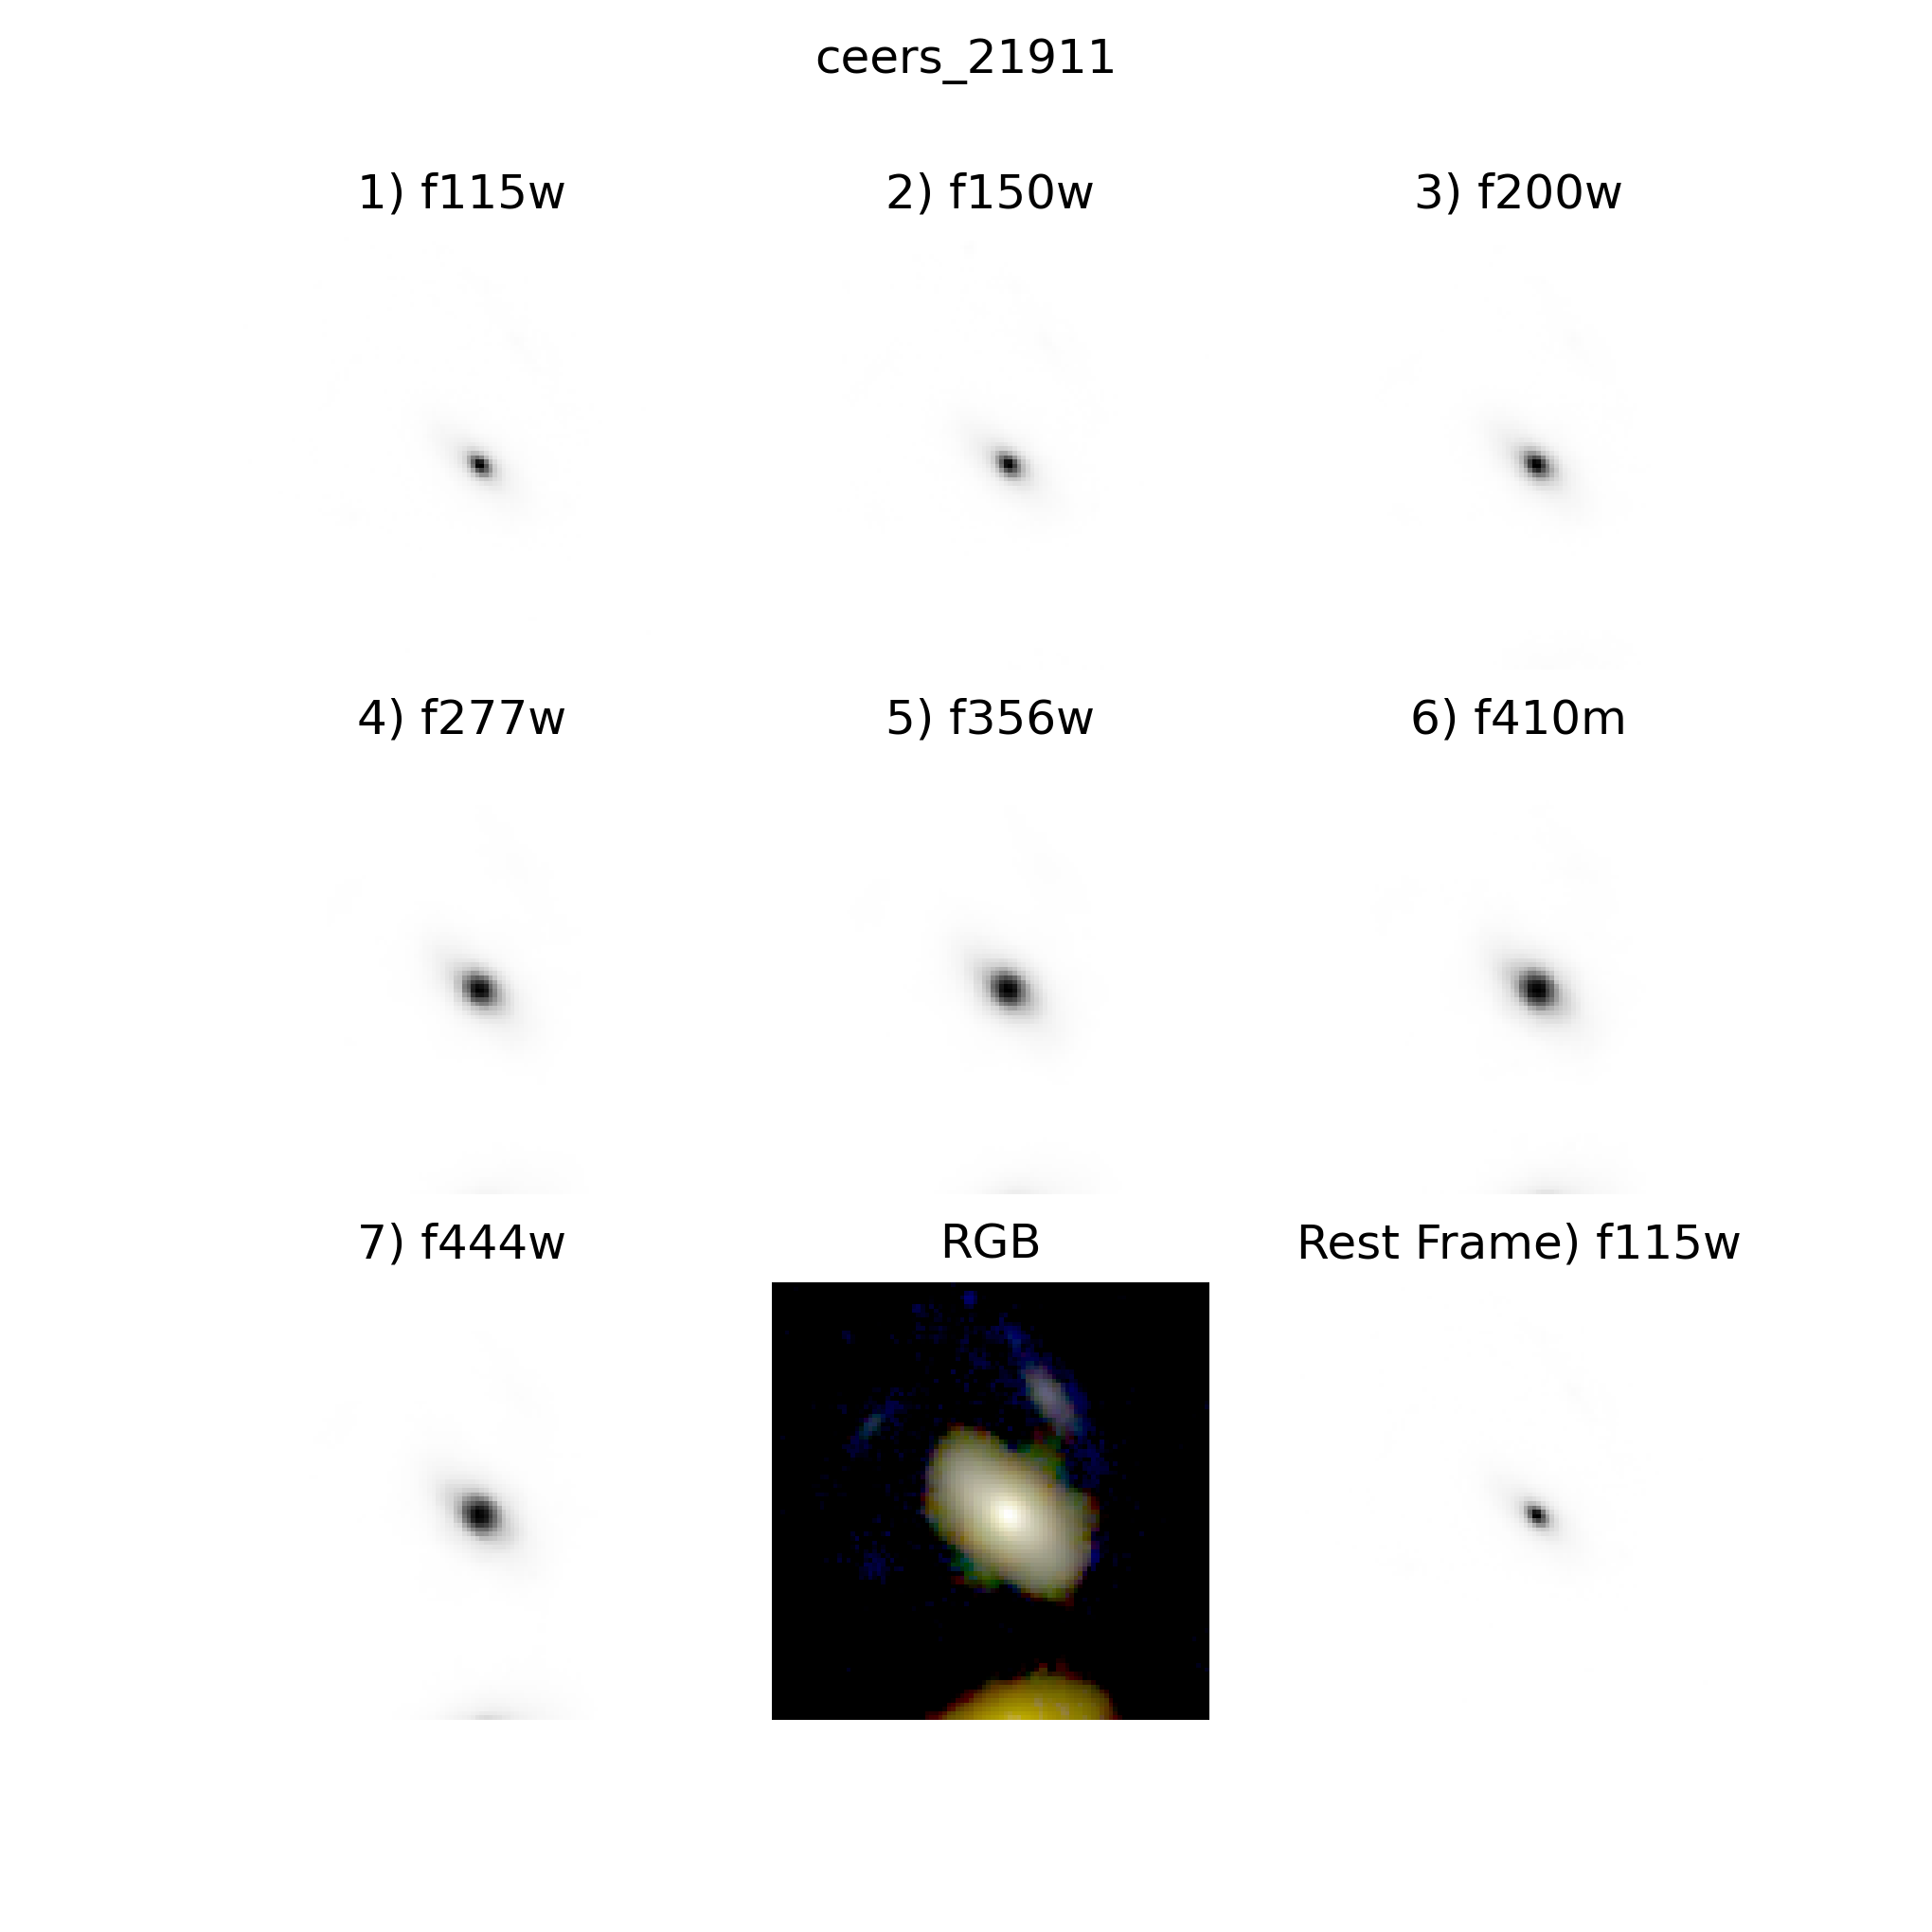 ceers_21911
1) f115w
2) f150w
3) f200w
4) f277w
5) f356w
6) f410m
7) f444w
RGB
Rest Frame) f115w